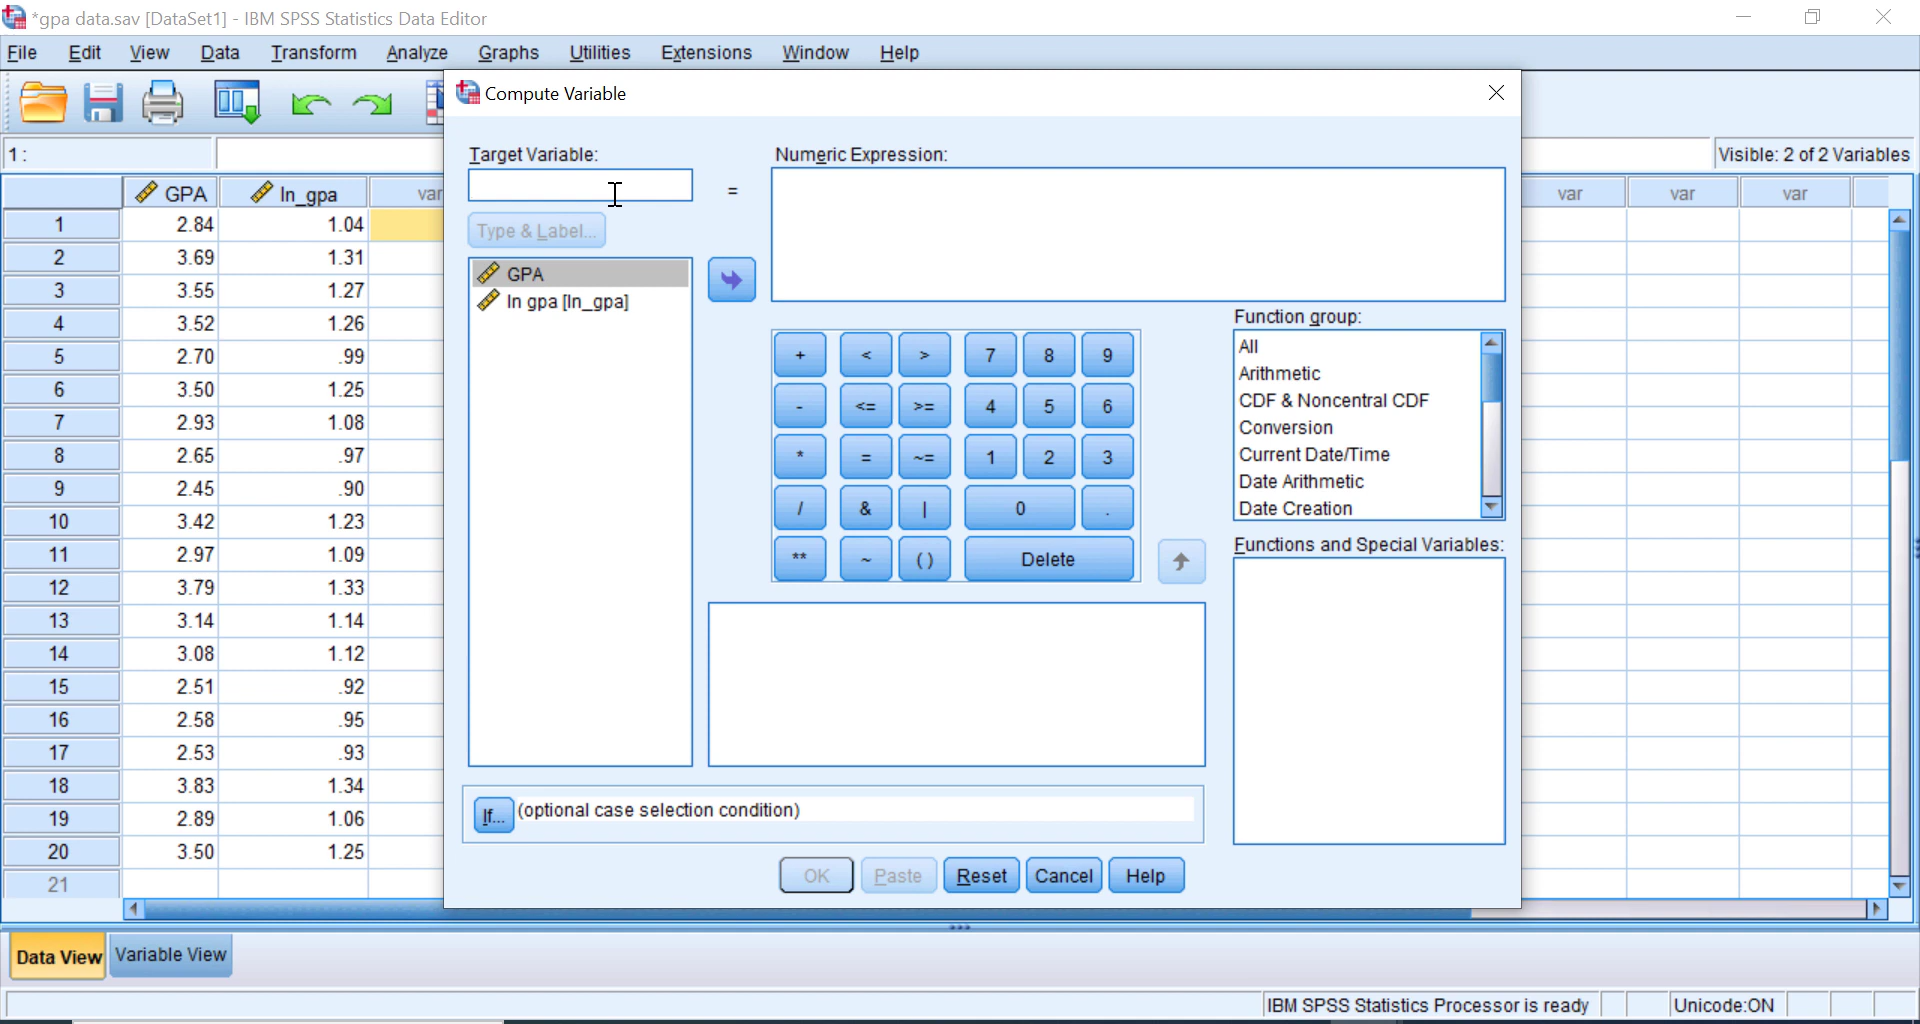 *gpa data.sav [DataSet1] - IBM SPSS Statistics Data Editor
File Edit View Data Transform Analyze Graphs Utilities Extensions Window Help
Compute Variable
1 :
Visible: 2 of 2 Variables
Target Variable:
Numeric Expression:
=
Type & Label...
GPA
ln gpa [ln_gpa]
GPA ln_gpa var var var var
1 2.84 1.04
2 3.69 1.31
3 3.55 1.27
4 3.52 1.26
5 2.70 .99
6 3.50 1.25
7 2.93 1.08
8 2.65 .97
9 2.45 .90
10 3.42 1.23
11 2.97 1.09
12 3.79 1.33
13 3.14 1.14
14 3.08 1.12
15 2.51 .92
16 2.58 .95
17 2.53 .93
18 3.83 1.34
19 2.89 1.06
20 3.50 1.25
21
+ < > 7 8 9
- <= >= 4 5 6
* = ~= 1 2 3
/ & | 0 .
** ~ ( ) Delete
Function group:
All
Arithmetic
CDF & Noncentral CDF
Conversion
Current Date/Time
Date Arithmetic
Date Creation
Functions and Special Variables:
If... (optional case selection condition)
OK Paste Reset Cancel Help
Data View Variable View
IBM SPSS Statistics Processor is ready Unicode:ON